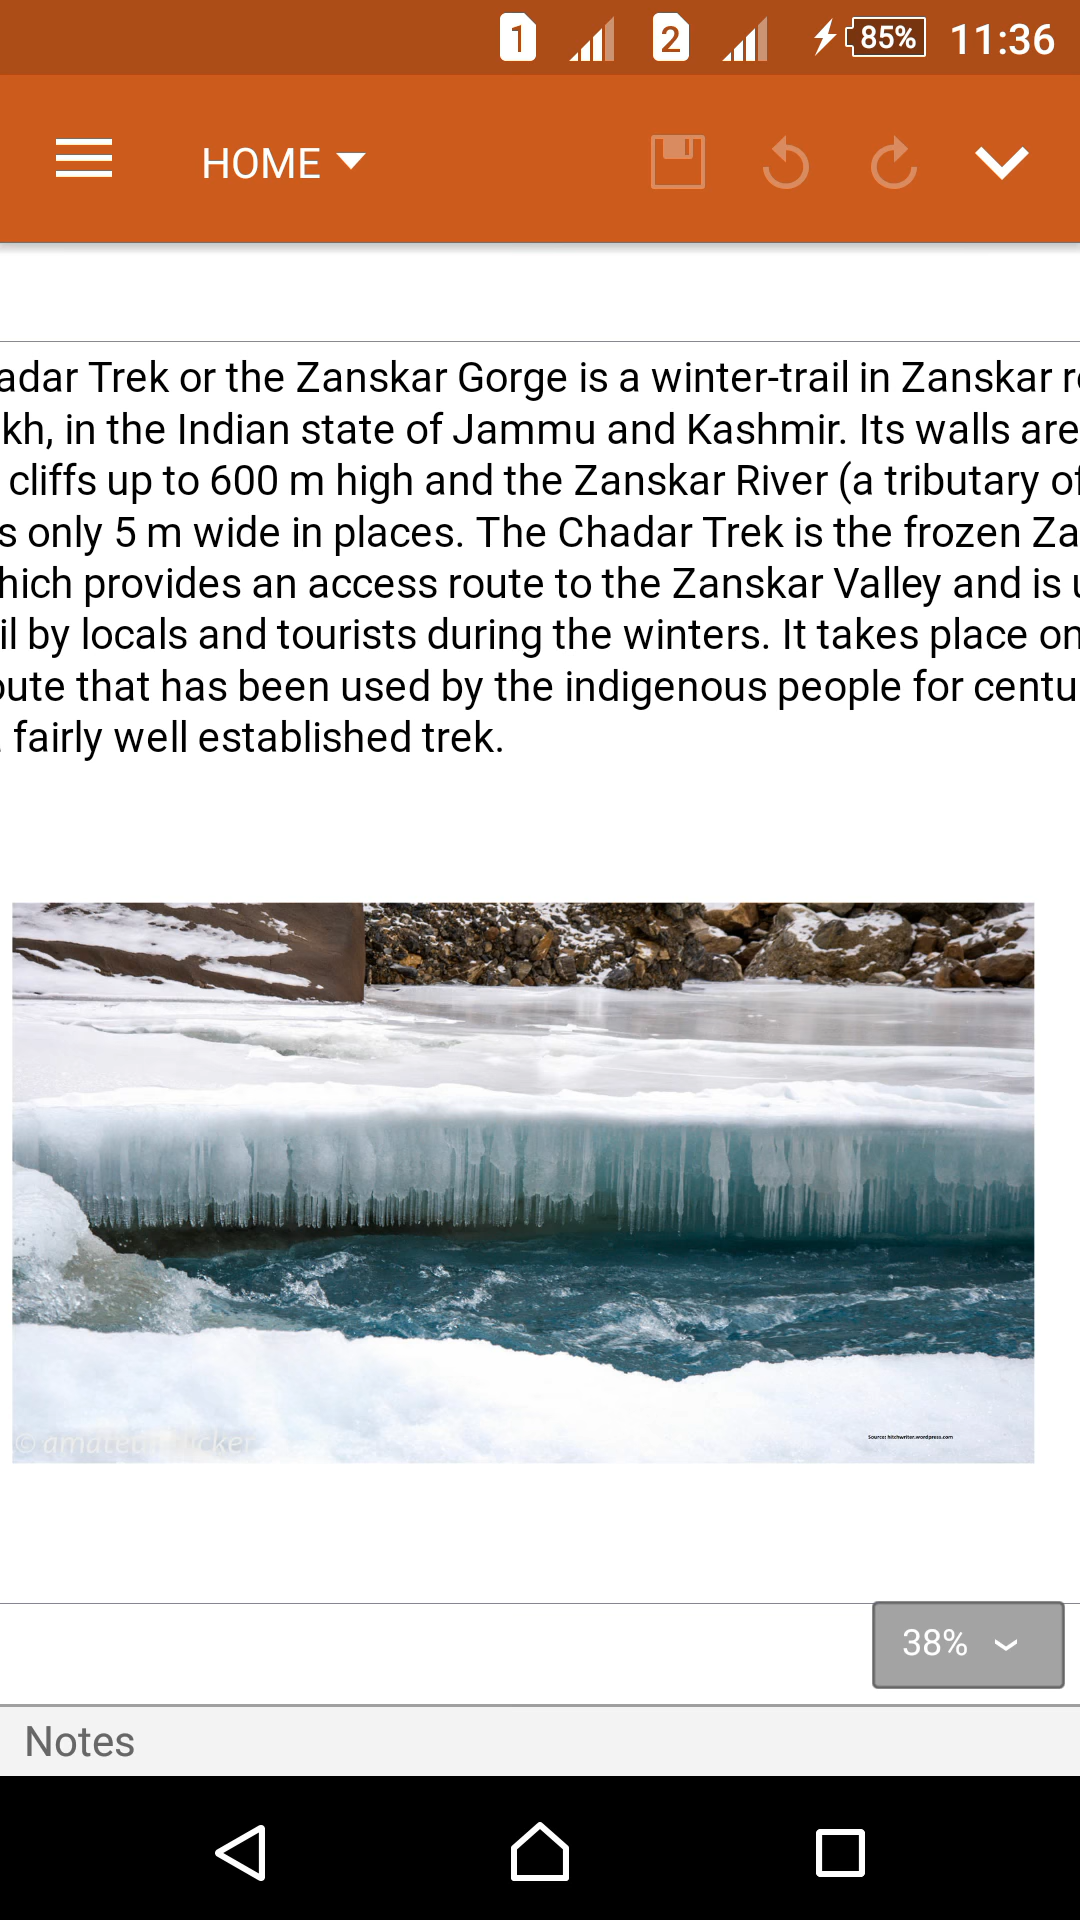 1 2 85% 11:36
HOME
adar Trek or the Zanskar Gorge is a winter-trail in Zanskar r
kh, in the Indian state of Jammu and Kashmir. Its walls are
cliffs up to 600 m high and the Zanskar River (a tributary of
s only 5 m wide in places. The Chadar Trek is the frozen Za
hich provides an access route to the Zanskar Valley and is u
il by locals and tourists during the winters. It takes place on
oute that has been used by the indigenous people for centu
fairly well established trek.
Source: hitchwriter.wordpress.com
38%
Notes